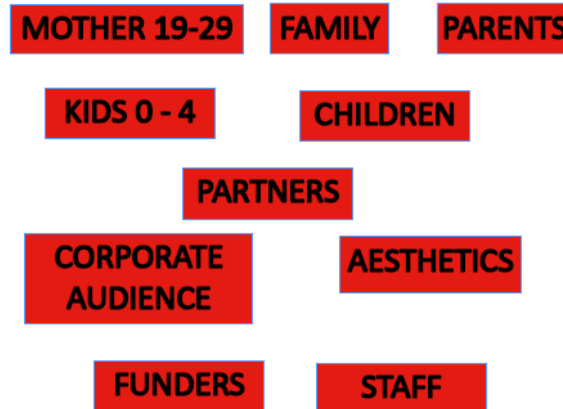 MOTHER 19-29
FAMILY
PARENTS
KIDS 0 - 4
CHILDREN
PARTNERS
CORPORATE
AUDIENCE
AESTHETICS
FUNDERS
STAFF